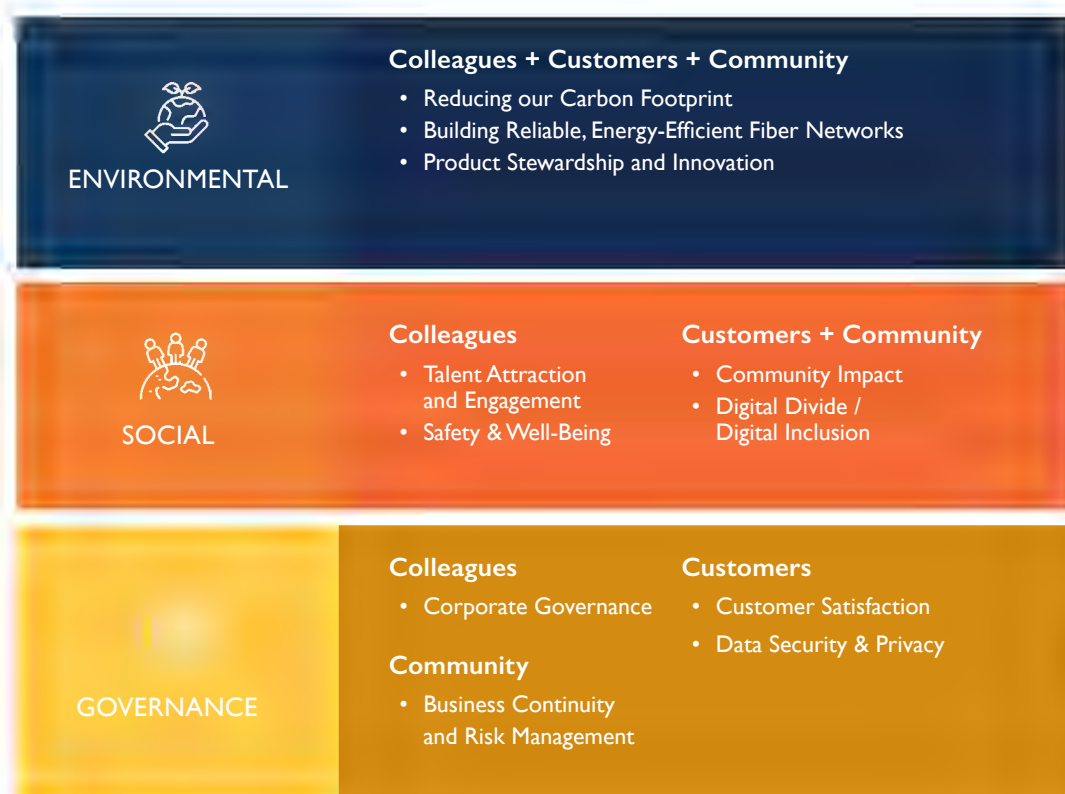 ENVIRONMENTAL
Colleagues + Customers + Community
• Reducing our Carbon Footprint
• Building Reliable, Energy-Efficient Fiber Networks
• Product Stewardship and Innovation
SOCIAL
Colleagues
• Talent Attraction
and Engagement
• Safety & Well-Being
Customers + Community
• Community Impact
• Digital Divide /
Digital Inclusion
GOVERNANCE
Colleagues
• Corporate Governance
Community
• Business Continuity
and Risk Management
Customers
• Customer Satisfaction
• Data Security & Privacy